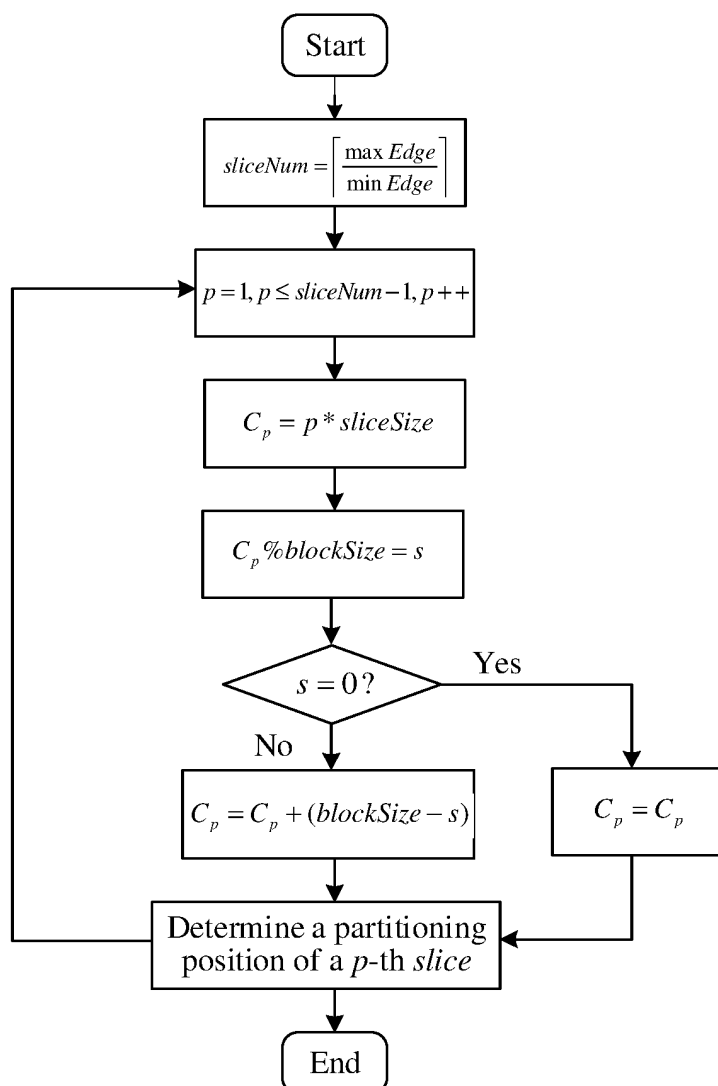 Start
sliceNum = ⌈max Edge / min Edge⌉
p = 1, p ≤ sliceNum − 1, p + +
C_p = p * sliceSize
C_p %blockSize = s
s = 0 ?
Yes
No
C_p = C_p + (blockSize − s)
C_p = C_p
Determine a partitioning
position of a p-th slice
End